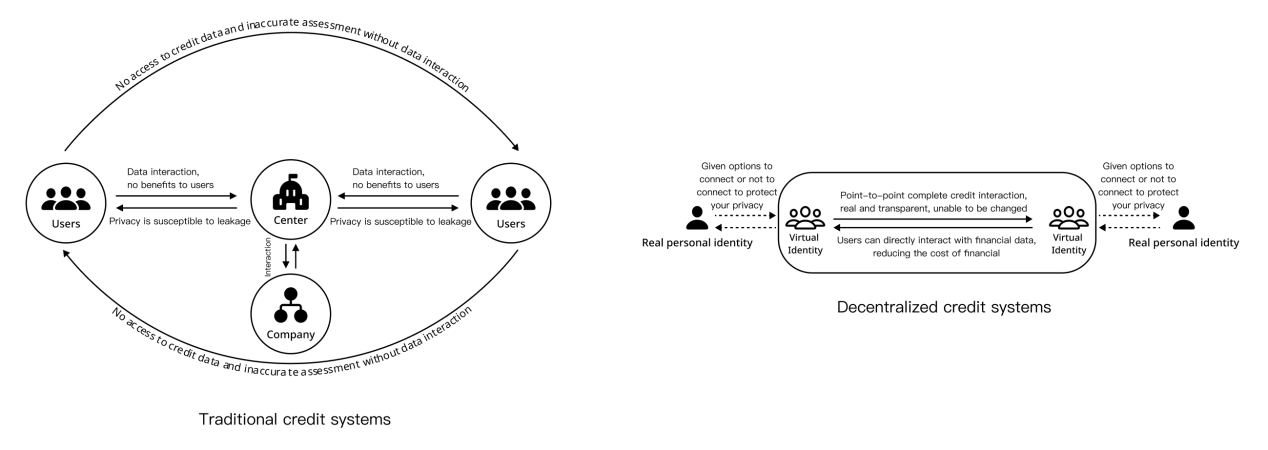 No access to credit data and inaccurate assessment without data interaction
Data interaction,
no benefits to users
Privacy is susceptible to leakage
Users
Center
Data interaction,
no benefits to users
Privacy is susceptible to leakage
Users
Interaction
Company
No access to credit data and inaccurate assessment without data interaction
Traditional credit systems
Given options to
connect or not to
connect to protect
your privacy
Real personal identity
Virtual
Identity
Point-to-point complete credit interaction,
real and transparent, unable to be changed
Users can directly interact with financial data,
reducing the cost of financial
Virtual
Identity
Given options to
connect or not to
connect to protect
your privacy
Real personal identity
Decentralized credit systems